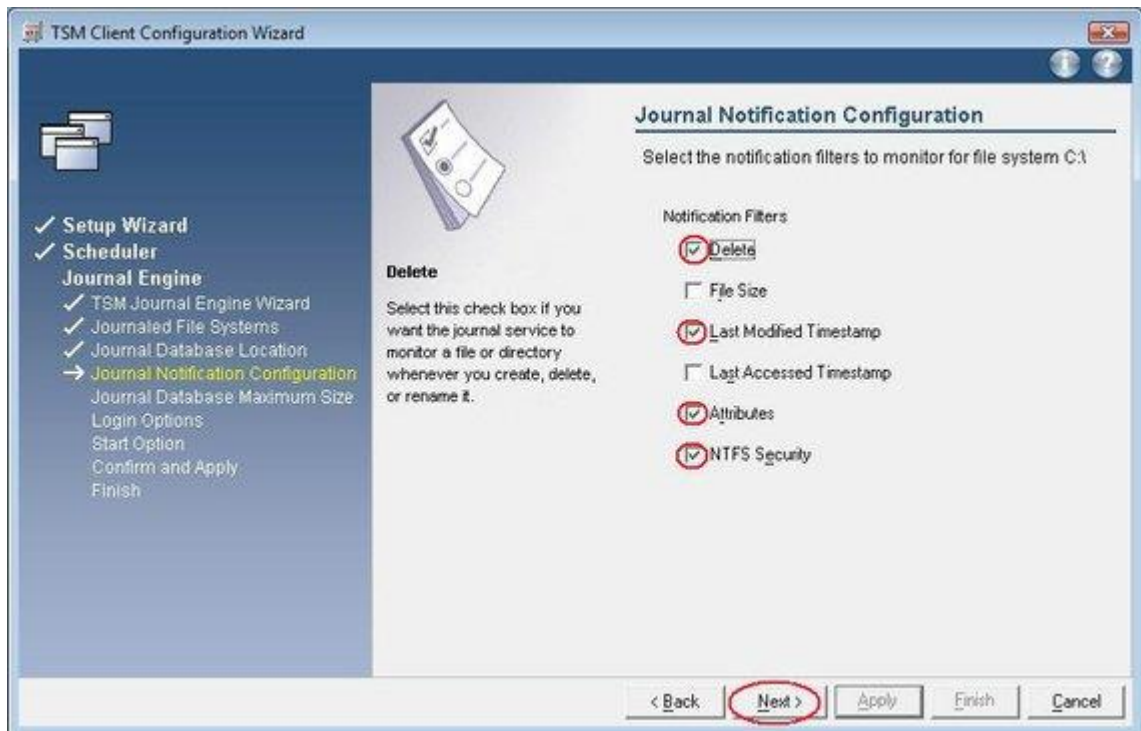 TSM Client Configuration Wizard
Setup Wizard
Scheduler
Journal Engine
TSM Journal Engine Wizard
Journaled File Systems
Journal Database Location
Journal Notification Configuration
Journal Database Maximum Size
Login Options
Start Option
Confirm and Apply
Finish
Delete
Select this check box if you
want the journal service to
monitor a file or directory
whenever you create, delete,
or rename it.
Journal Notification Configuration
Select the notification filters to monitor for file system C:\
Notification Filters
Delete
File Size
Last Modified Timestamp
Last Accessed Timestamp
Attributes
NTFS Security
< Back
Next >
Apply
Finish
Cancel